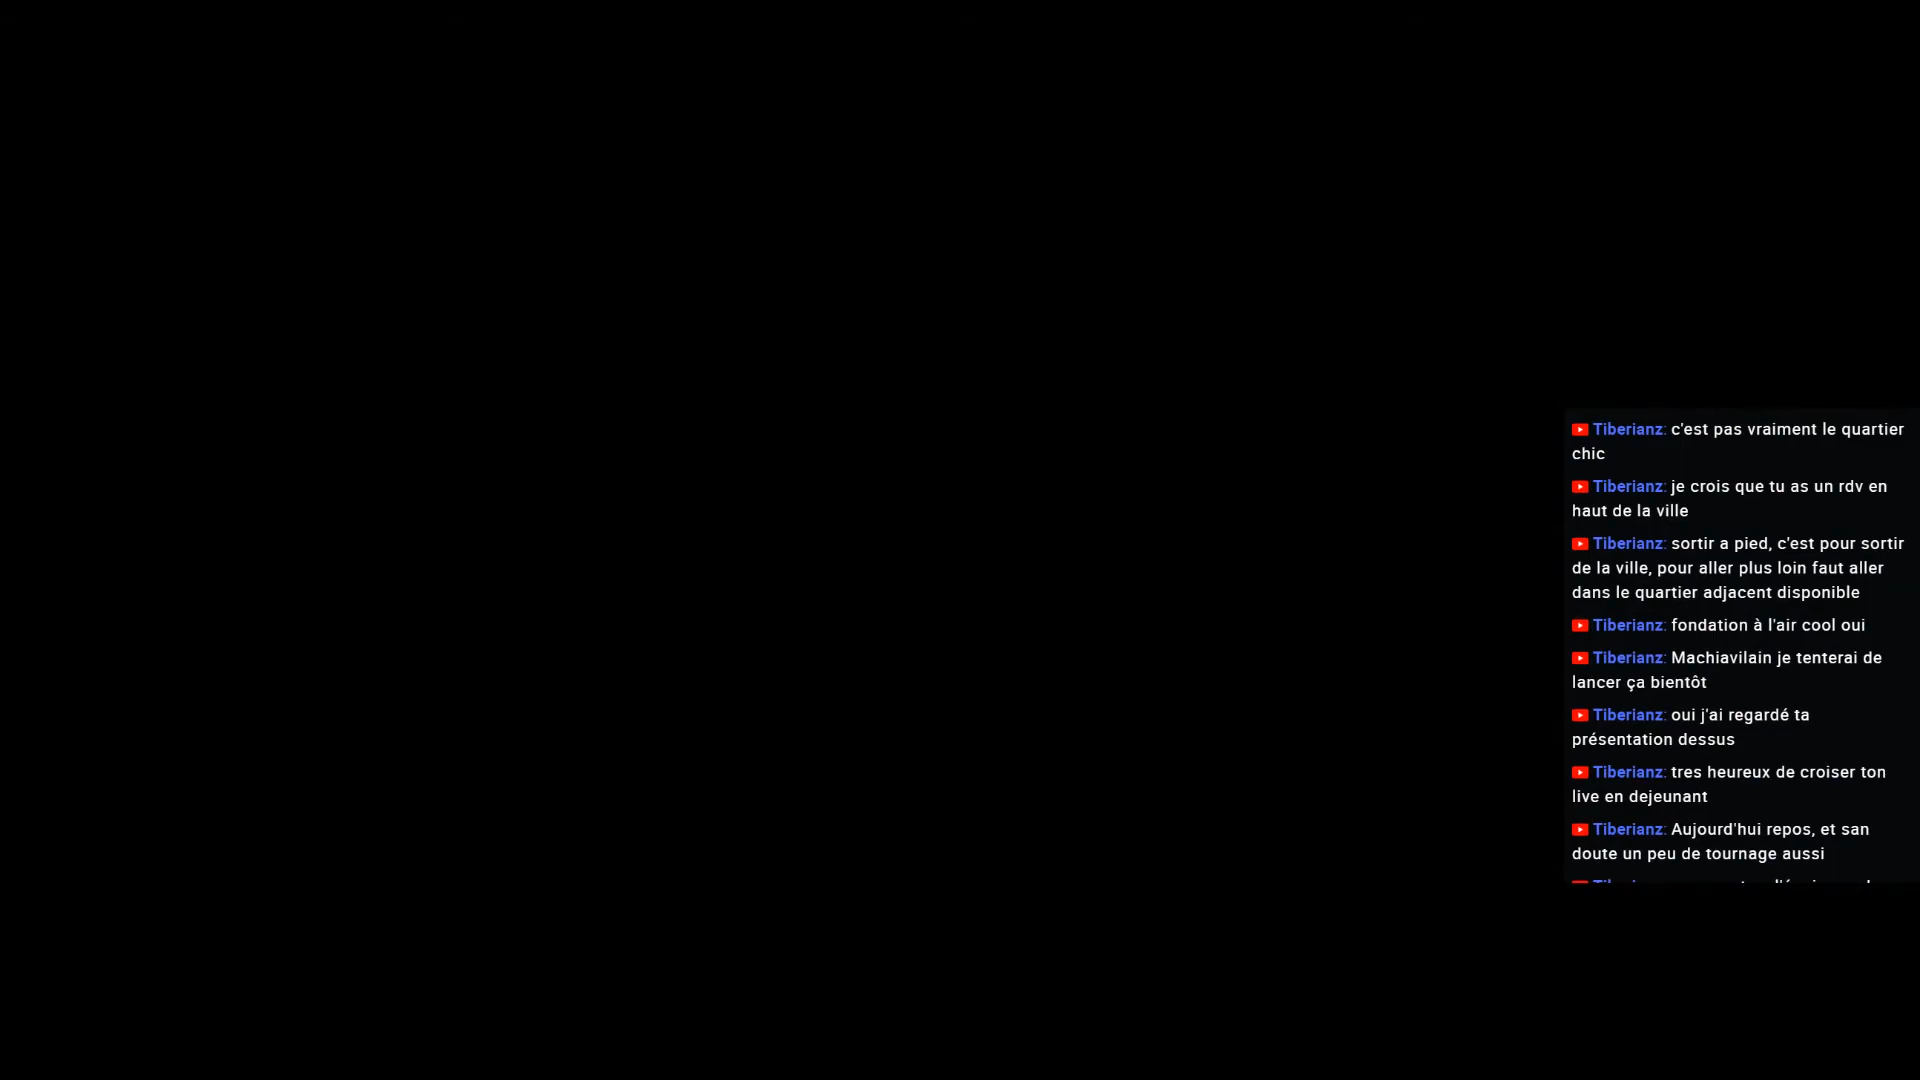 Tiberianz: c'est pas vraiment le quartier
chic
Tiberianz: je crois que tu as un rdv en
haut de la ville
Tiberianz: sortir a pied, c'est pour sortir
de la ville, pour aller plus loin faut aller
dans le quartier adjacent disponible
Tiberianz: fondation à l'air cool oui
Tiberianz: Machiavilain je tenterai de
lancer ça bientôt
Tiberianz: oui j'ai regardé ta
présentation dessus
Tiberianz: tres heureux de croiser ton
live en dejeunant
Tiberianz: Aujourd'hui repos, et san
doute un peu de tournage aussi